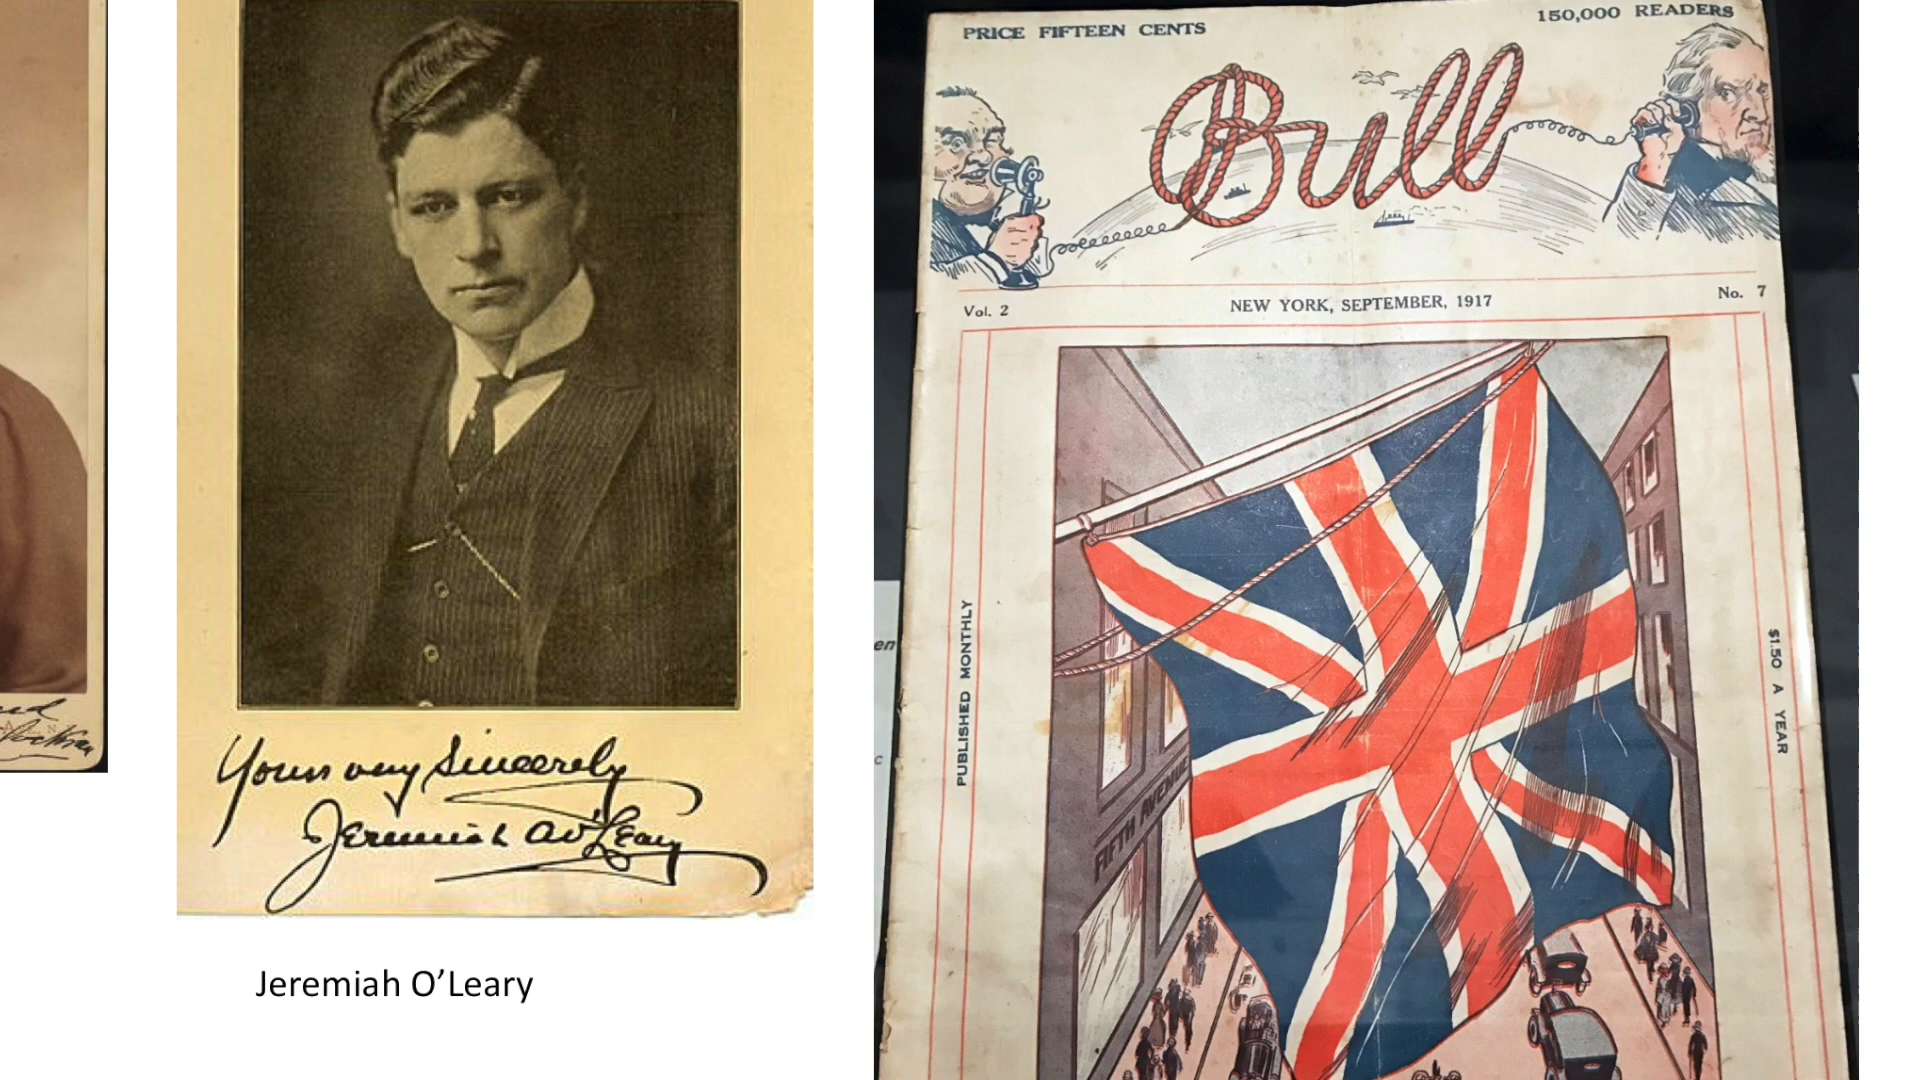 Yours very Sincerely
Jeremiah A O'Leary
Jeremiah O’Leary
PRICE FIFTEEN CENTS
150,000 READERS
Bull
Vol. 2
NEW YORK, SEPTEMBER, 1917
No. 7
PUBLISHED MONTHLY
$1.50 A YEAR
FIFTH AVENUE